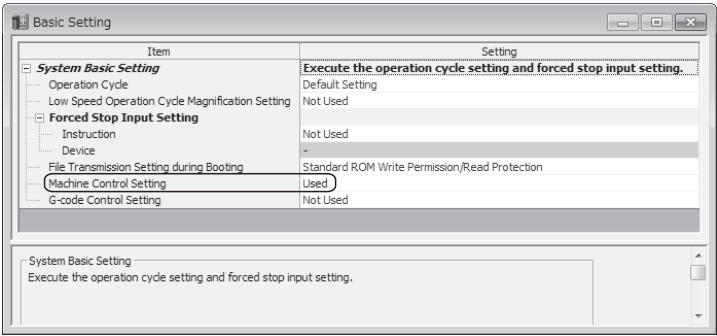 Basic Setting
Item Setting
System Basic Setting Execute the operation cycle setting and forced stop input setting.
Operation Cycle Default Setting
Low Speed Operation Cycle Magnification Setting Not Used
Forced Stop Input Setting
Instruction Not Used
Device -
File Transmission Setting during Booting Standard ROM Write Permission/Read Protection
Machine Control Setting Used
G-code Control Setting Not Used
System Basic Setting
Execute the operation cycle setting and forced stop input setting.